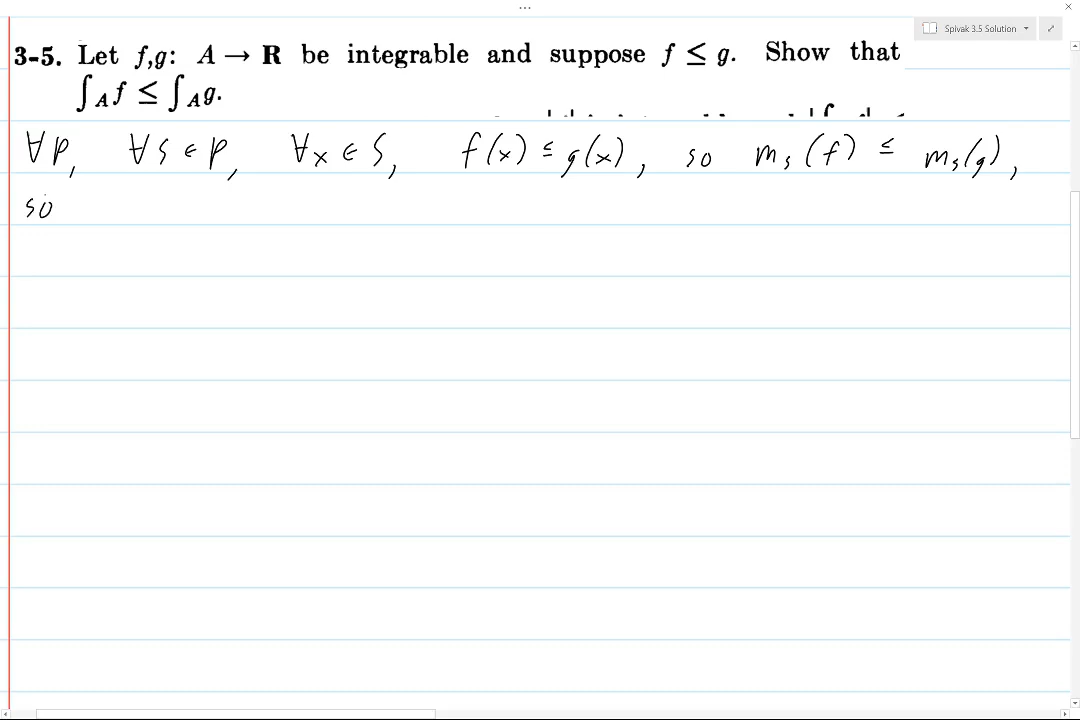 Spivak 3.5 Solution
3-5. Let f,g: A → R be integrable and suppose f ≤ g. Show that
∫_A f ≤ ∫_A g.
∀P, ∀S ∈ P, ∀x ∈ S, f(x) ≤ g(x), so m_S(f) ≤ m_S(g),
so